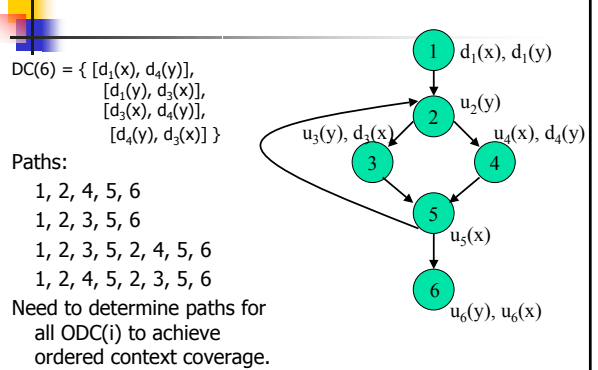 DC(6) = { [d₁(x), d₄(y)],
[d₁(y), d₃(x)],
[d₃(x), d₄(y)],
[d₄(y), d₃(x)] }
Paths:
1, 2, 4, 5, 6
1, 2, 3, 5, 6
1, 2, 3, 5, 2, 4, 5, 6
1, 2, 4, 5, 2, 3, 5, 6
Need to determine paths for
all ODC(i) to achieve
ordered context coverage.
1 d₁(x), d₁(y)
2 u₂(y)
u₃(y), d₃(x)
u₄(x), d₄(y)
3
4
5
u₅(x)
6
u₆(y), u₆(x)